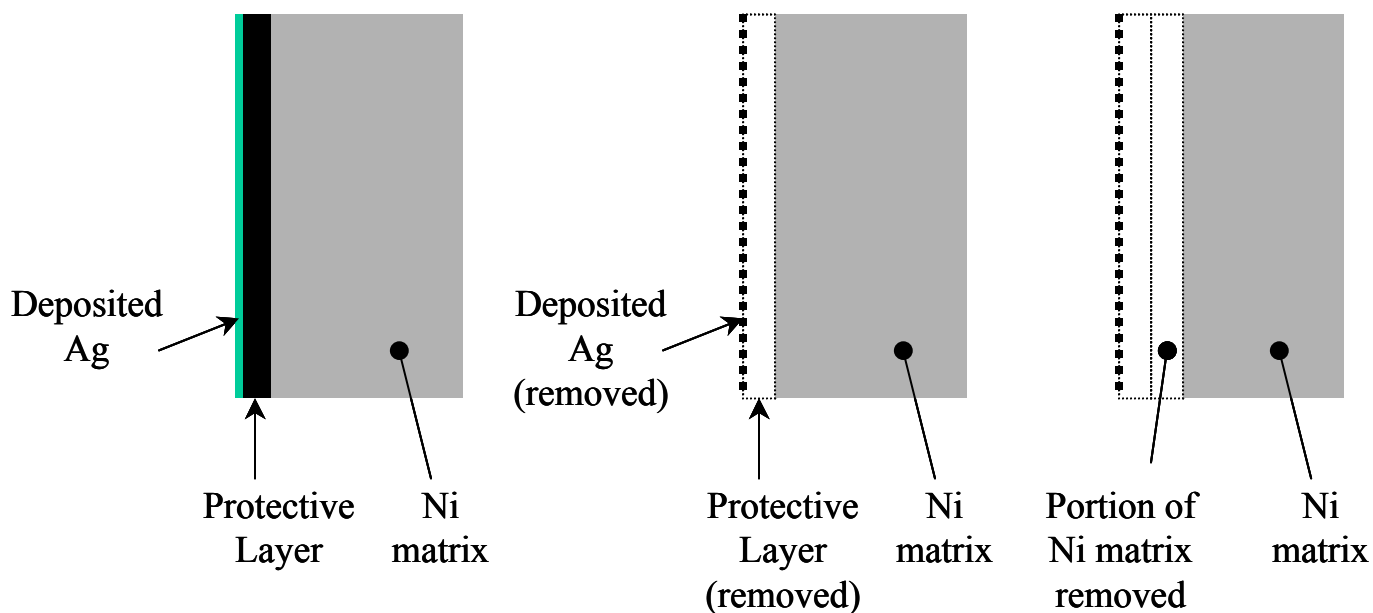 Deposited
Ag
Protective
Layer
Ni
matrix
Deposited
Ag
(removed)
Protective
Layer
(removed)
Ni
matrix
Portion of
Ni matrix
removed
Ni
matrix